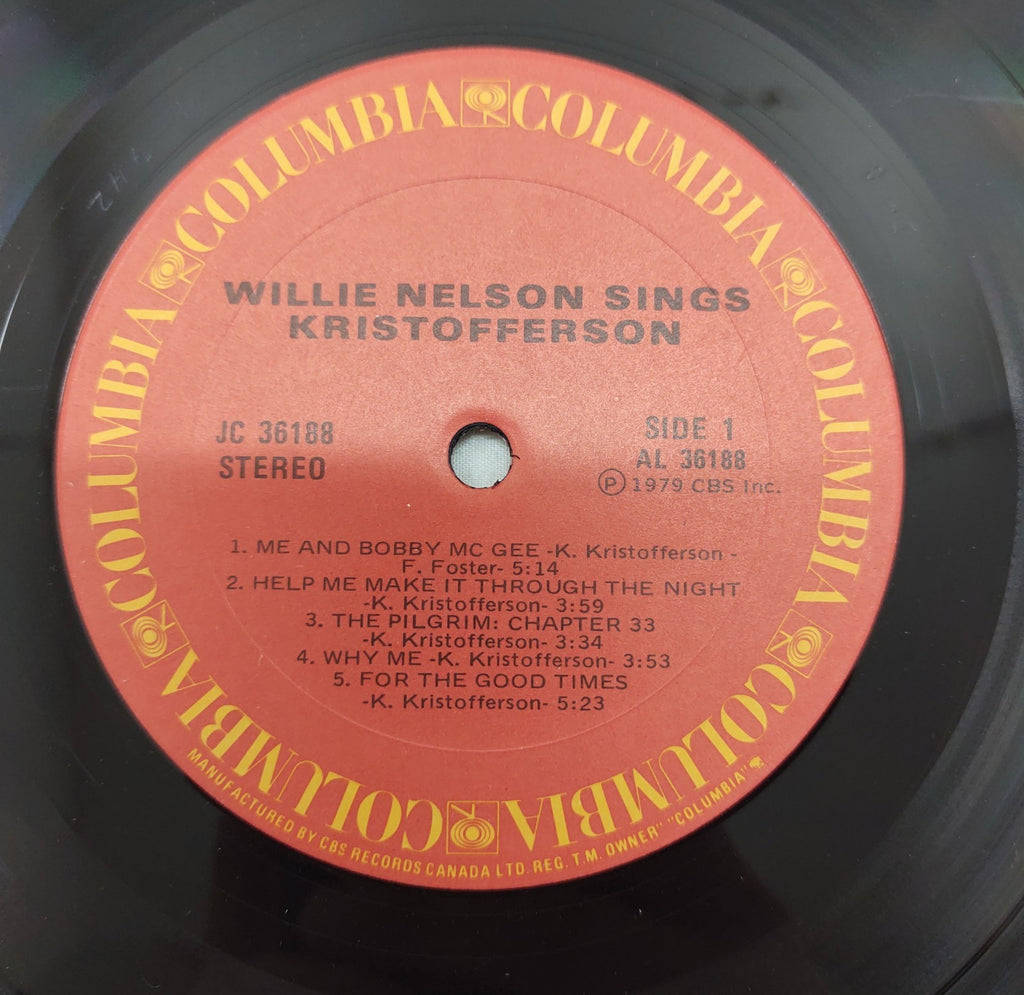 COLUMBIA COLUMBIA COLUMBIA COLUMBIA COLUMBIA COLUMBIA
WILLIE NELSON SINGS
KRISTOFFERSON
JC 36188
STEREO
SIDE 1
AL 36188
Ⓟ 1979 CBS Inc.
1. ME AND BOBBY MC GEE -K. Kristofferson -
F. Foster- 5:14
2. HELP ME MAKE IT THROUGH THE NIGHT
-K. Kristofferson- 3:59
3. THE PILGRIM: CHAPTER 33
-K. Kristofferson- 3:34
4. WHY ME -K. Kristofferson- 3:53
5. FOR THE GOOD TIMES
-K. Kristofferson- 5:23
MANUFACTURED BY CBS RECORDS CANADA LTD. REG. T.M. OWNER" "COLUMBIA"